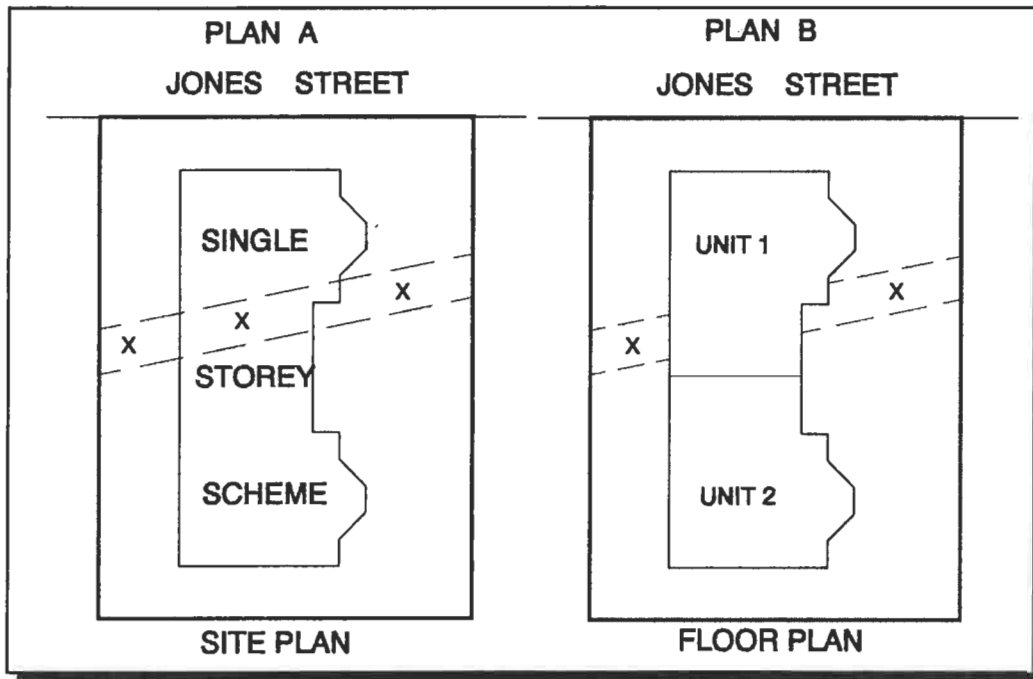 PLAN A
JONES STREET
SINGLE
X
X
X
STOREY
SCHEME
SITE PLAN
PLAN B
JONES STREET
UNIT 1
X
X
UNIT 2
FLOOR PLAN